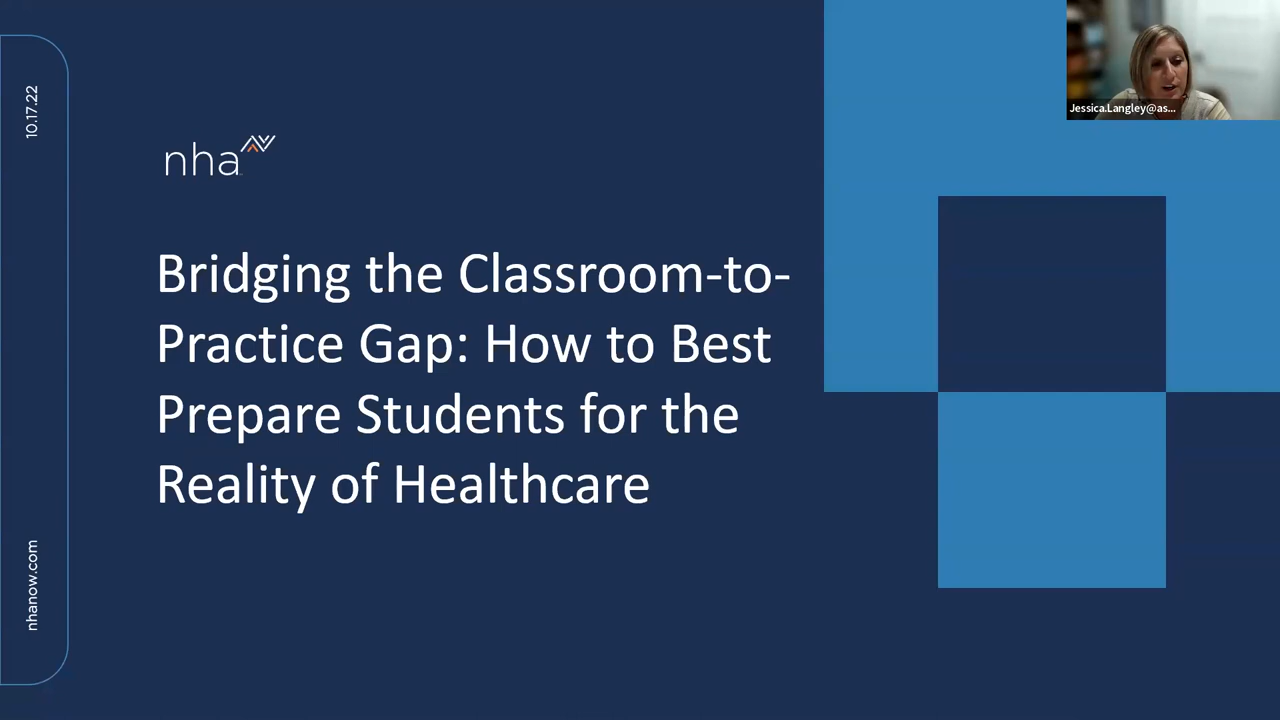 10.17.22
nha
Bridging the Classroom-to-
Practice Gap: How to Best
Prepare Students for the
Reality of Healthcare
nhanow.com
Jessica.Langley@as...